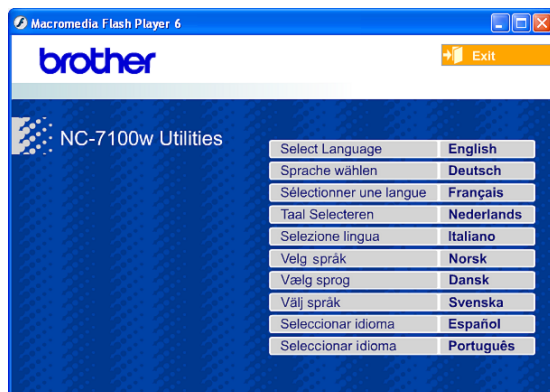 Macromedia Flash Player 6
brother
Exit
NC-7100w Utilities
Select Language English
Sprache wählen Deutsch
Sélectionner une langue Français
Taal Selecteren Nederlands
Selezione lingua Italiano
Velg språk Norsk
Vælg sprog Dansk
Välj språk Svenska
Seleccionar idioma Español
Seleccionar idioma Português